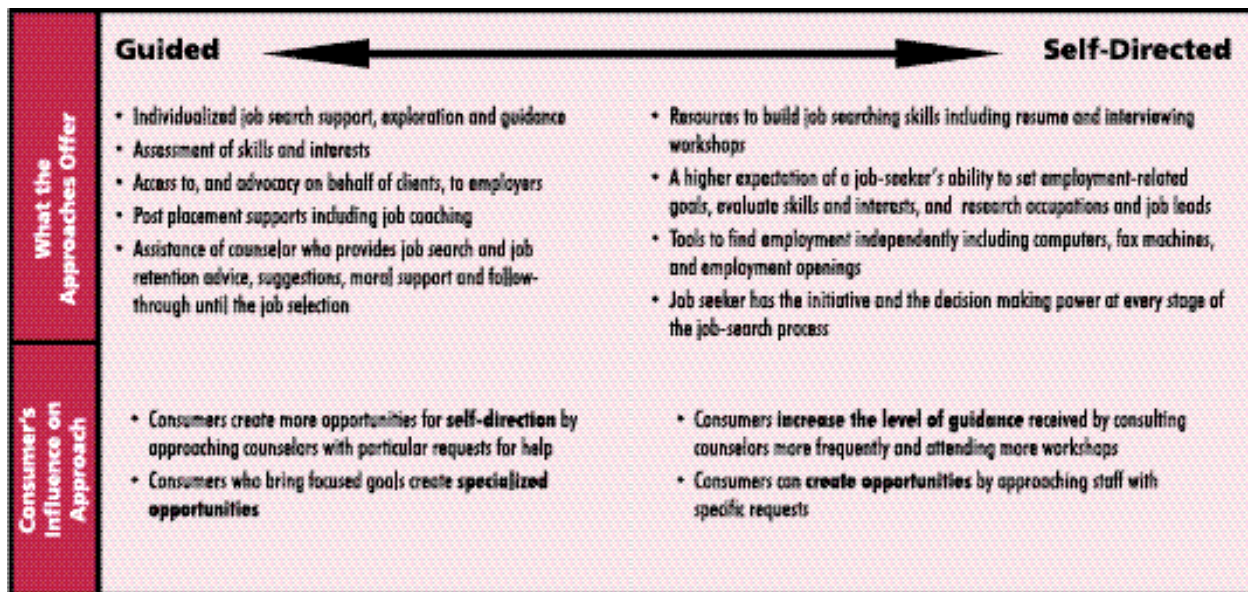 Guided
Self-Directed
What the
Approaches Offer
• Individualized job search support, exploration and guidance
• Assessment of skills and interests
• Access to, and advocacy on behalf of clients, to employers
• Post placement supports including job coaching
• Assistance of counselor who provides job search and job
retention advice, suggestions, moral support and follow-
through until the job selection
• Resources to build job searching skills including resume and interviewing
workshops
• A higher expectation of a job-seeker's ability to set employment-related
goals, evaluate skills and interests, and research occupations and job leads
• Tools to find employment independently including computers, fax machines,
and employment openings
• Job seeker has the initiative and the decision making power at every stage of
the job-search process
Consumer's
Influence on
Approach
• Consumers create more opportunities for self-direction by
approaching counselors with particular requests for help
• Consumers who bring focused goals create specialized
opportunities
• Consumers increase the level of guidance received by consulting
counselors more frequently and attending more workshops
• Consumers can create opportunities by approaching staff with
specific requests